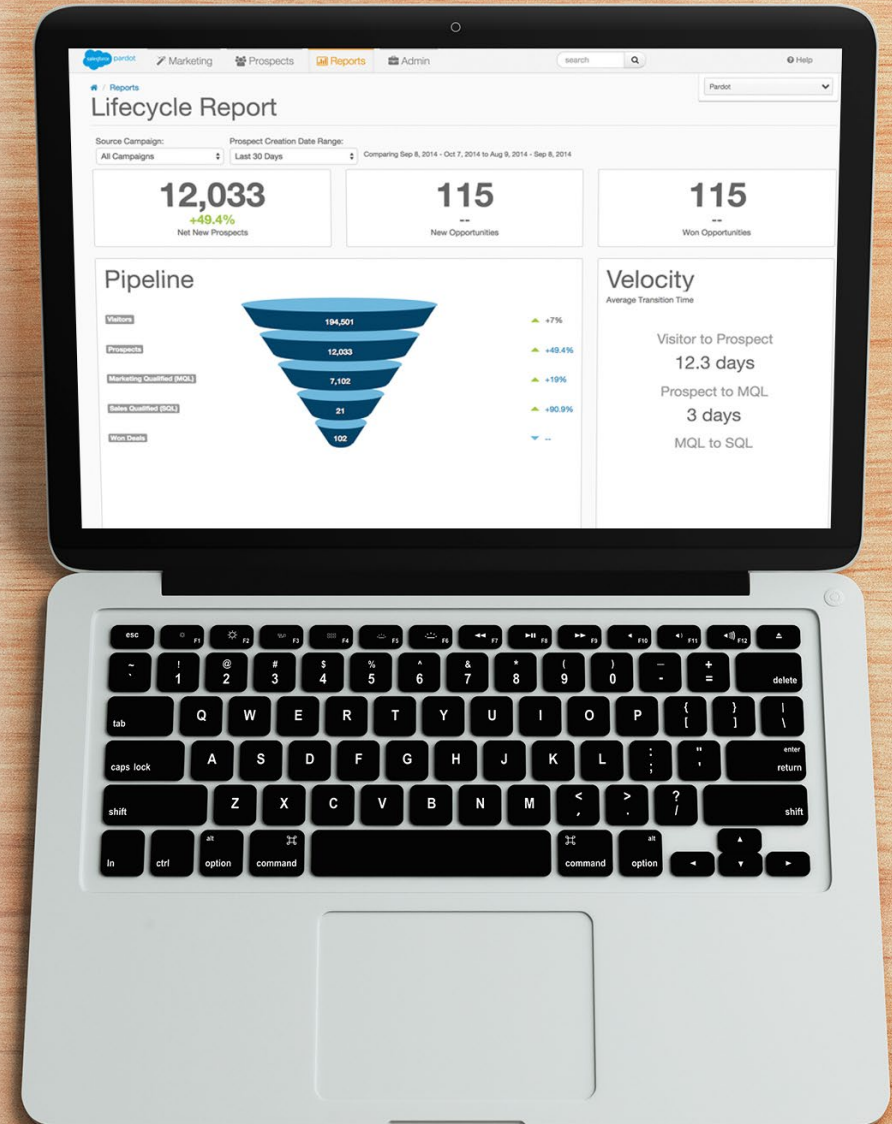 salesforce pardot Marketing Prospects Reports Admin search Help
/ Reports
Pardot
Lifecycle Report
Source Campaign: Prospect Creation Date Range:
All Campaigns Last 30 Days Comparing Sep 8, 2014 - Oct 7, 2014 to Aug 9, 2014 - Sep 8, 2014
12,033
+49.4%
Net New Prospects
115
--
New Opportunities
115
--
Won Opportunities
Pipeline
Visitors 194,501 +7%
Prospects 12,033 +49.4%
Marketing Qualified (MQL) 7,102 +19%
Sales Qualified (SQL) 21 +90.9%
Won Deals 102 --
Velocity
Average Transition Time
Visitor to Prospect
12.3 days
Prospect to MQL
3 days
MQL to SQL
esc F1 F2 F3 F4 F5 F6 F7 F8 F9 F10 F11 F12
~ ! @ # $ % ^ & * ( ) — +
` 1 2 3 4 5 6 7 8 9 0 - = delete
tab Q W E R T Y U I O P { [ } ] | \
caps lock A S D F G H J K L : ; " ' enter return
shift Z X C V B N M < , > . ? / shift
ln ctrl alt option ⌘ command ⌘ command alt option